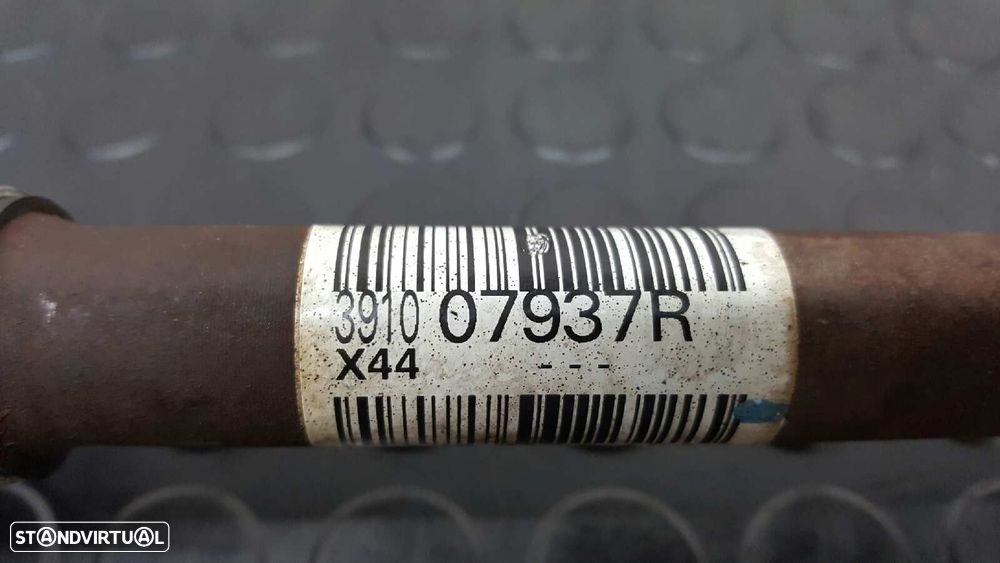 3910 07937R
X44 ---
STANDVIRTUAL